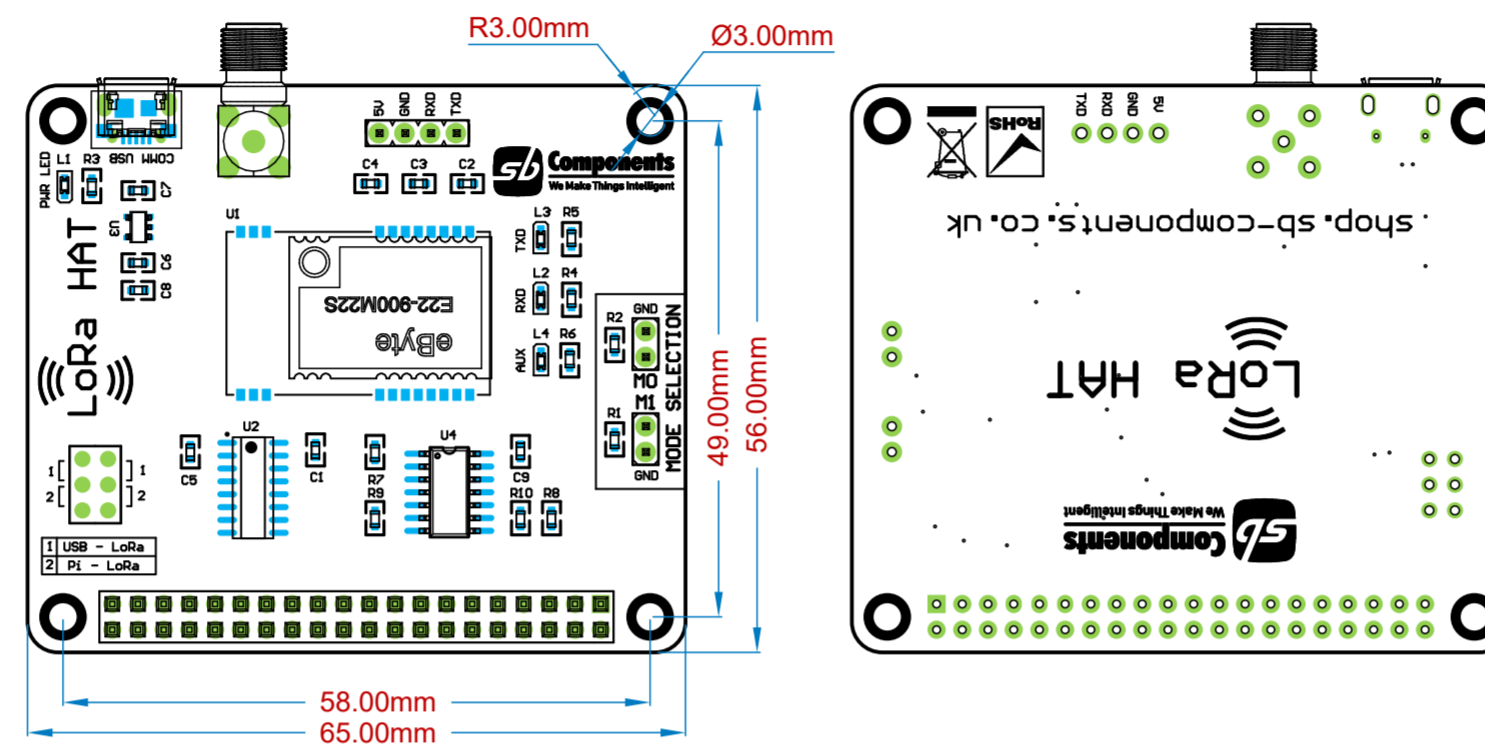 R3.00mm
Ø3.00mm
5V GND RXD TXD
COMM USB
PWR LED
L1 R3
C7
U3
C6
C8
C4 C3 C2
sb Components
We Make Things Intelligent
LoRa HAT
U1
E22-900M22S
eByte
L3 R5
TXD
L2 R4
RXD
L4 R6
AUX
R2
GND
M0
M1
R1
GND
MODE SELECTION
49.00mm
56.00mm
1 1
2 2
1 USB - LoRa
2 Pi - LoRa
C5
U2
C1
R7
R9
U4
C9
R10 R8
58.00mm
65.00mm
TXD RXD GND 5V
RoHS
shop.sb-components.co.uk
LoRa HAT
sb Components
We Make Things Intelligent